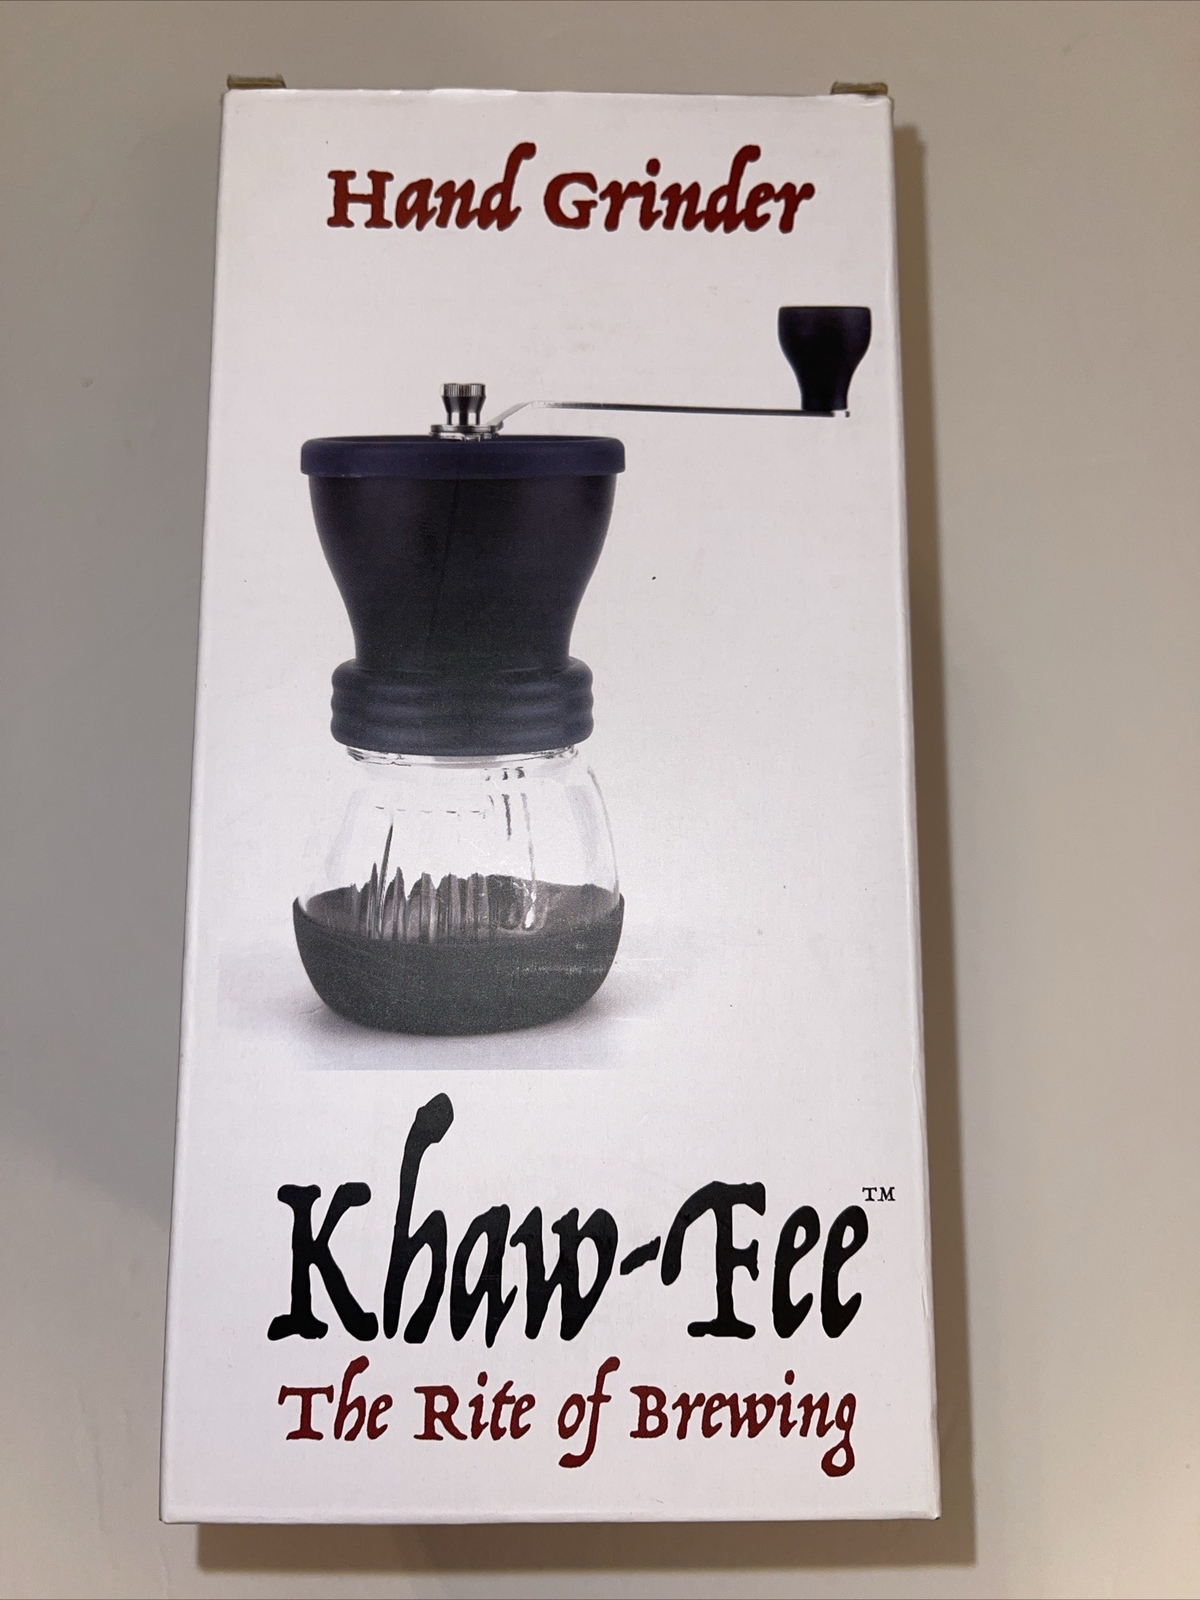 Hand Grinder
Khaw-Fee™
The Rite of Brewing